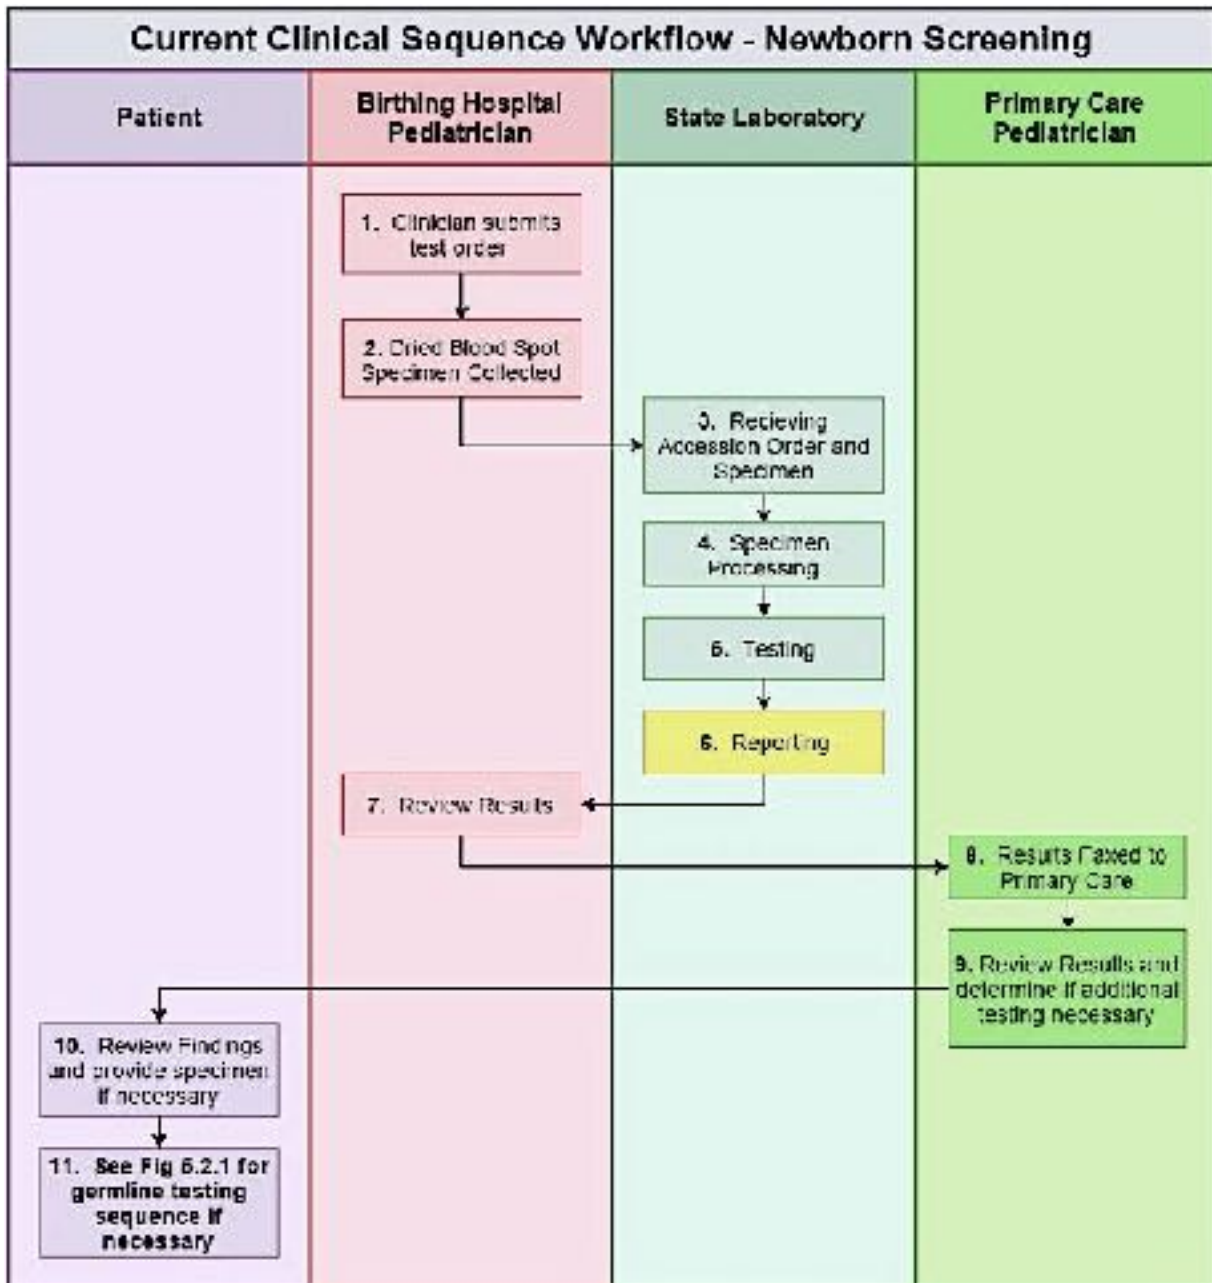 Current Clinical Sequence Workflow - Newborn Screening
Patient
Birthing Hospital
Pediatrician
State Laboratory
Primary Care
Pediatrician
1. Clinician submits
test order
2. Dried Blood Spot
Specimen Collected
3. Recieving
Accession Order and
Specimen
4. Specimen
Processing
5. Testing
6. Reporting
7. Review Results
8. Results Faxed to
Primary Care
9. Review Results and
determine if additional
testing necessary
10. Review Findings
and provide specimen
if necessary
11. See Fig 5.2.1 for
germline testing
sequence if
necessary